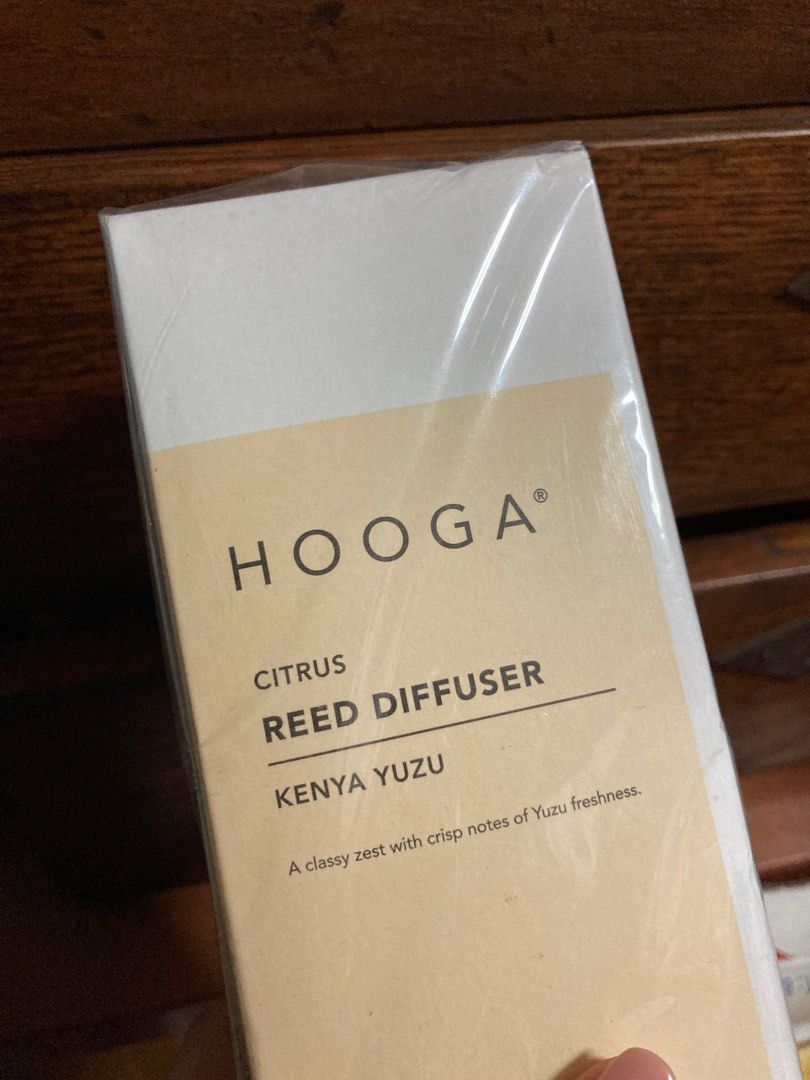 HOOGA®
CITRUS
REED DIFFUSER
KENYA YUZU
A classy zest with crisp notes of Yuzu freshness.